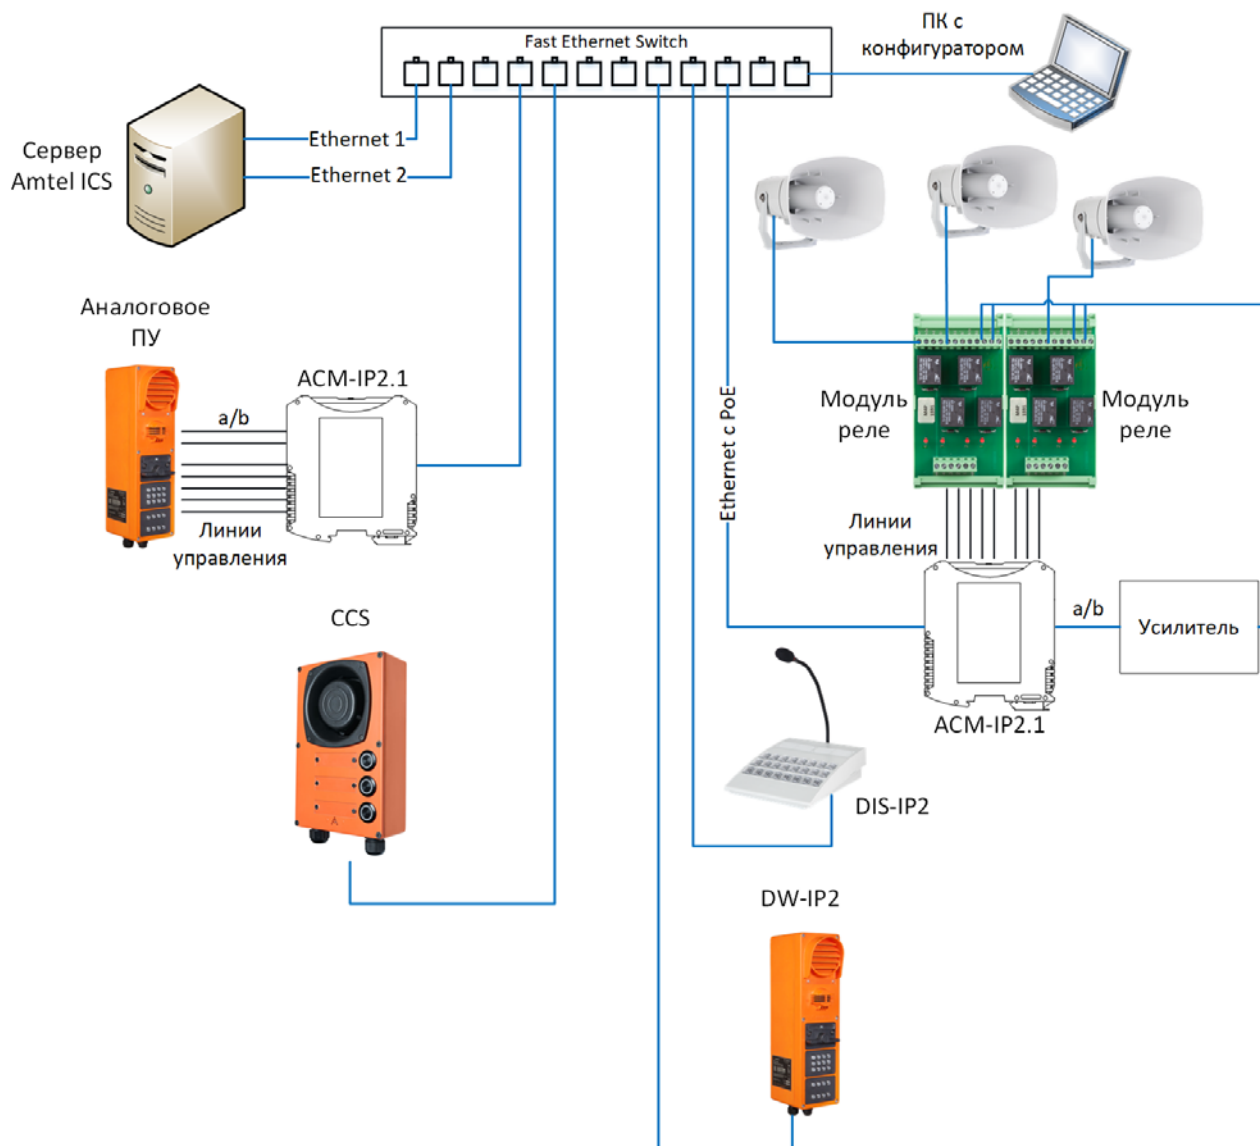 Fast Ethernet Switch
ПК с
конфигуратором
Сервер
Amtel ICS
Ethernet 1
Ethernet 2
Аналоговое
ПУ
ACM-IP2.1
a/b
Линии
управления
Ethernet с PoE
Модуль
реле
Модуль
реле
Линии
управления
a/b
Усилитель
ACM-IP2.1
CCS
DIS-IP2
DW-IP2